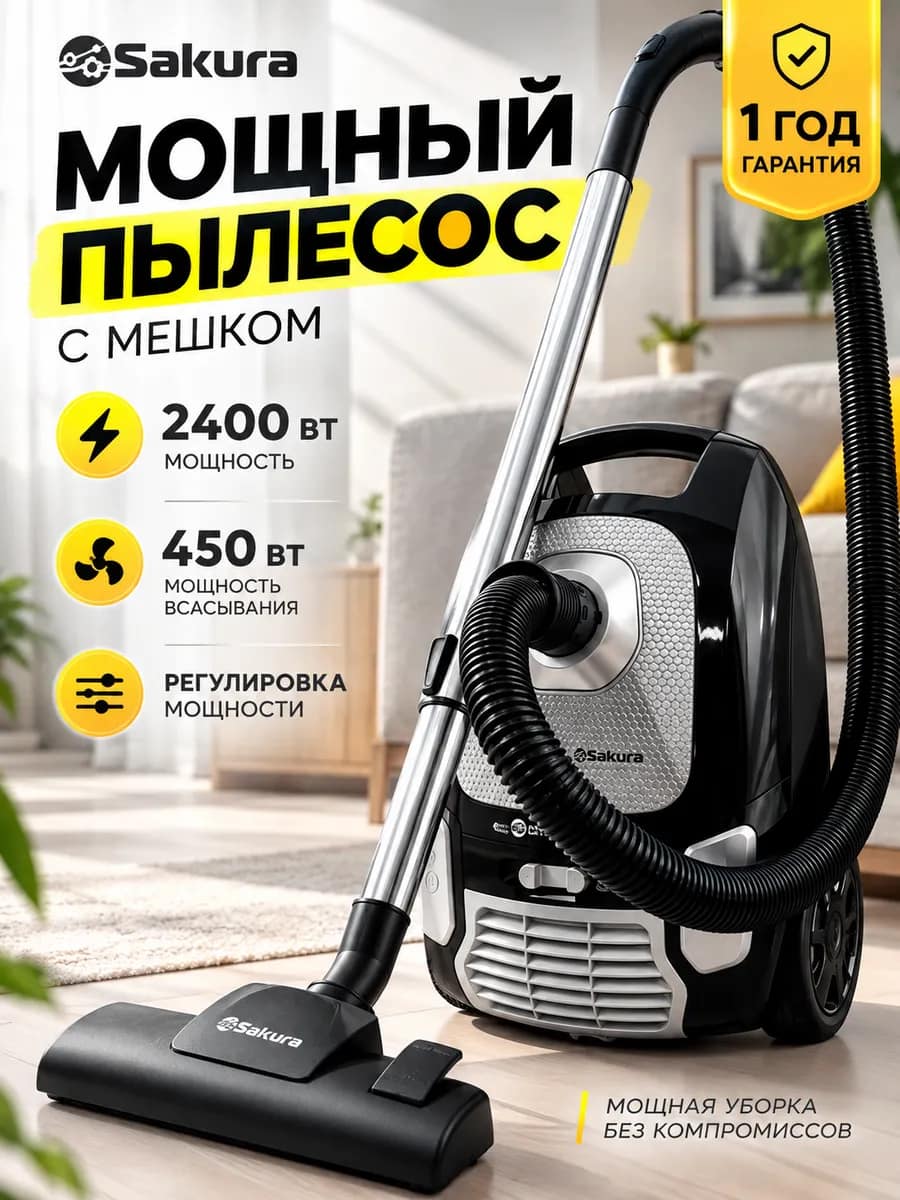 Sakura
1 ГОД
ГАРАНТИЯ
МОЩНЫЙ
ПЫЛЕСОС
С МЕШКОМ
2400 ВТ
МОЩНОСТЬ
450 ВТ
МОЩНОСТЬ
ВСАСЫВАНИЯ
РЕГУЛИРОВКА
МОЩНОСТИ
Sakura
Sakura
МОЩНАЯ УБОРКА
БЕЗ КОМПРОМИССОВ